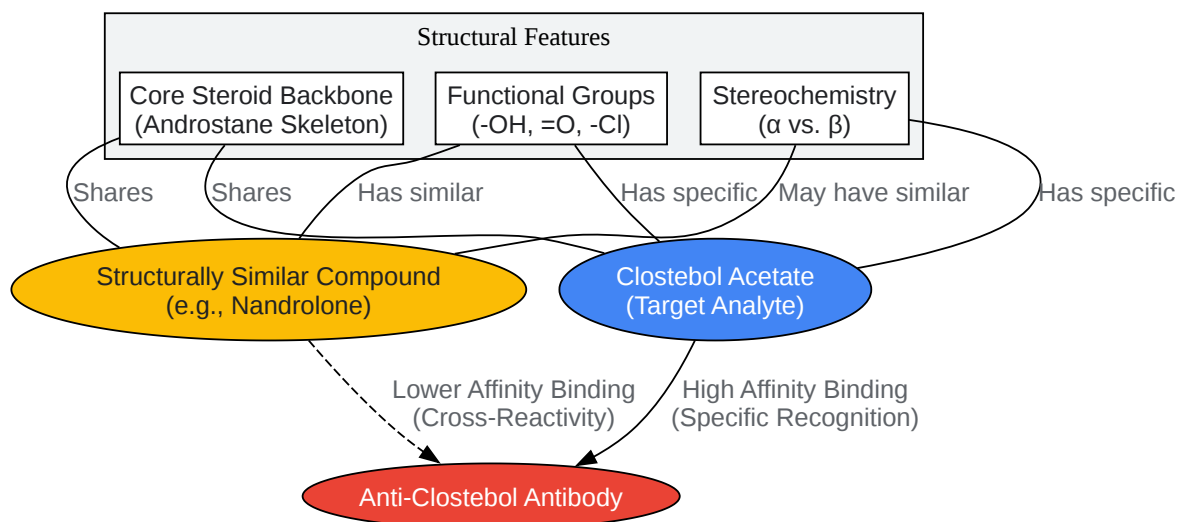 Structural Features
Core Steroid Backbone
(Androstane Skeleton)
Functional Groups
(-OH, =O, -Cl)
Stereochemistry
(α vs. β)
Shares
Shares
Has similar
Has specific
May have similar
Has specific
Structurally Similar Compound
(e.g., Nandrolone)
Clostebol Acetate
(Target Analyte)
Lower Affinity Binding
(Cross-Reactivity)
High Affinity Binding
(Specific Recognition)
Anti-Clostebol Antibody